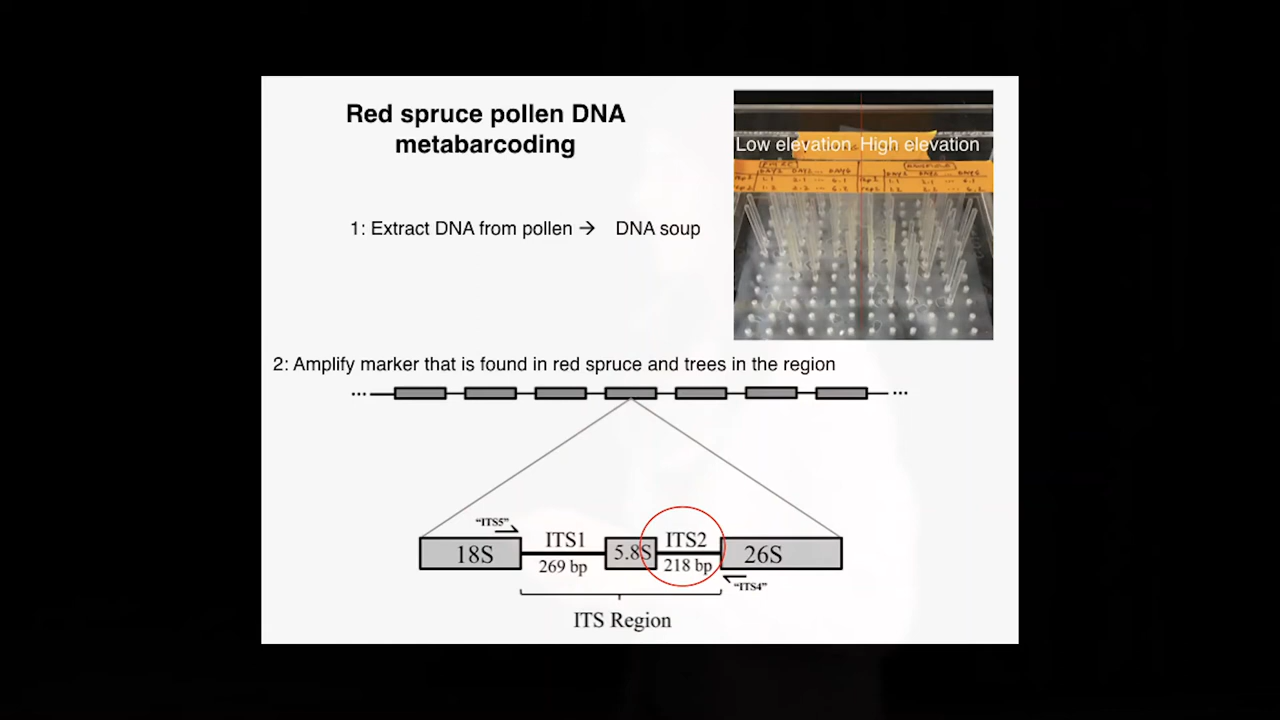 Red spruce pollen DNA
metabarcoding
Low elevation High elevation
1: Extract DNA from pollen → DNA soup
2: Amplify marker that is found in red spruce and trees in the region
... ...
"ITS5"
18S ITS1 5.8S ITS2 26S
269 bp 218 bp
"ITS4"
ITS Region